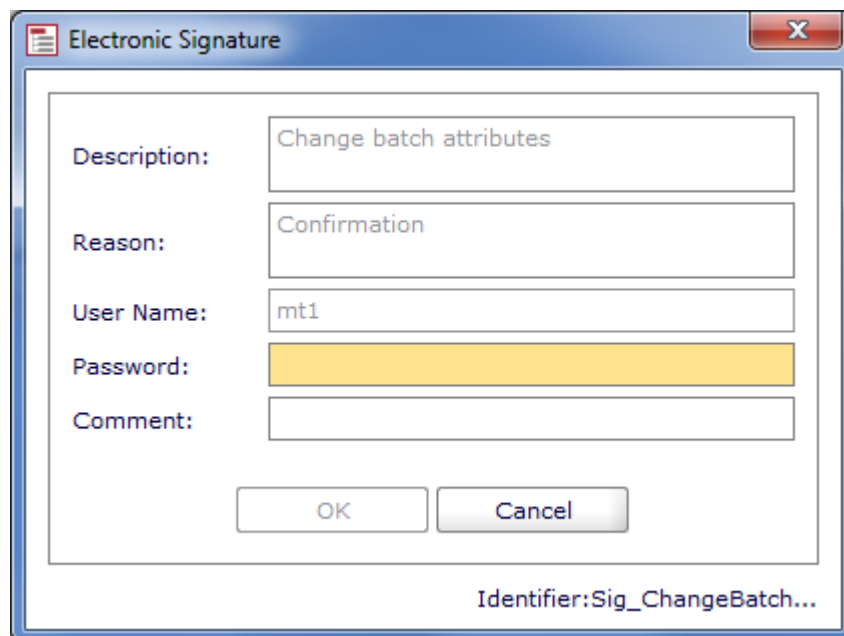 Electronic Signature
x
Description:
Change batch attributes
Reason:
Confirmation
User Name:
mt1
Password:
Comment:
OK
Cancel
Identifier:Sig_ChangeBatch...